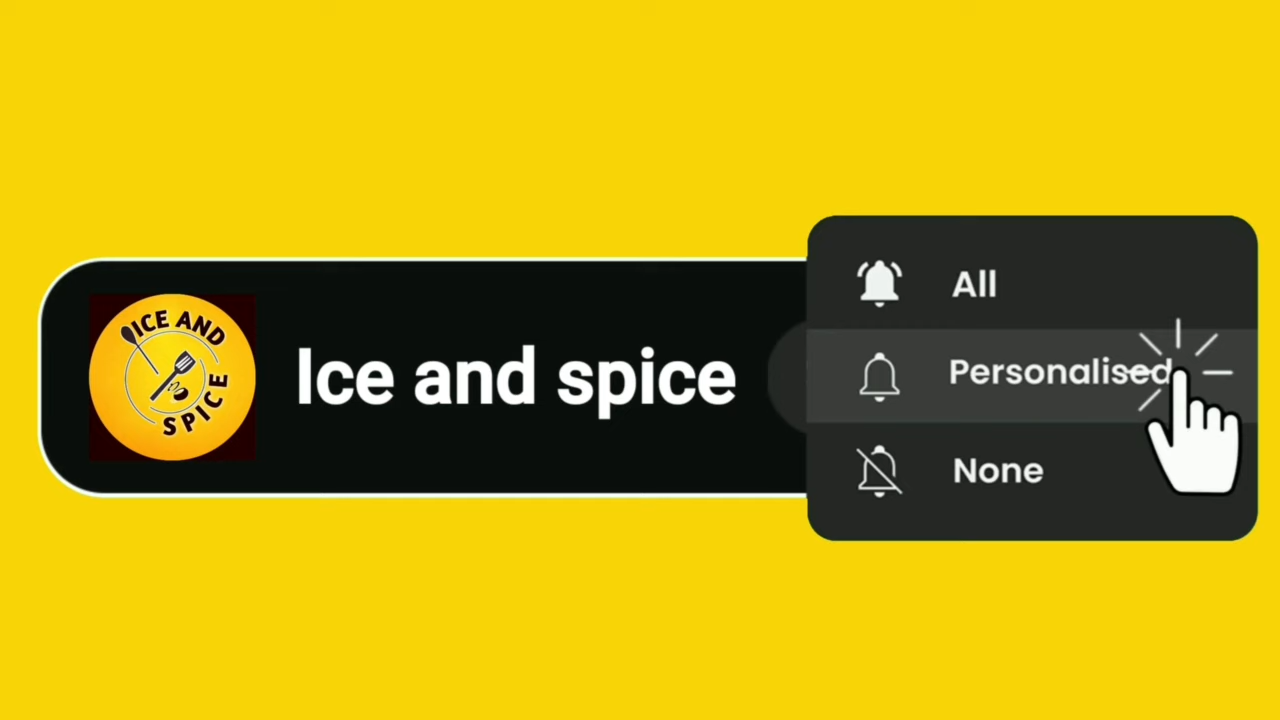 ICE AND
SPICE
Ice and spice
All
Personalised
None